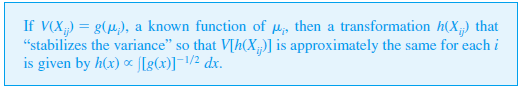 If V(Xᵢⱼ) = g(μᵢ), a known function of μᵢ, then a transformation h(Xᵢⱼ) that
“stabilizes the variance” so that V[h(Xᵢⱼ)] is approximately the same for each i
is given by h(x) ∝ ∫[g(x)]⁻¹/² dx.